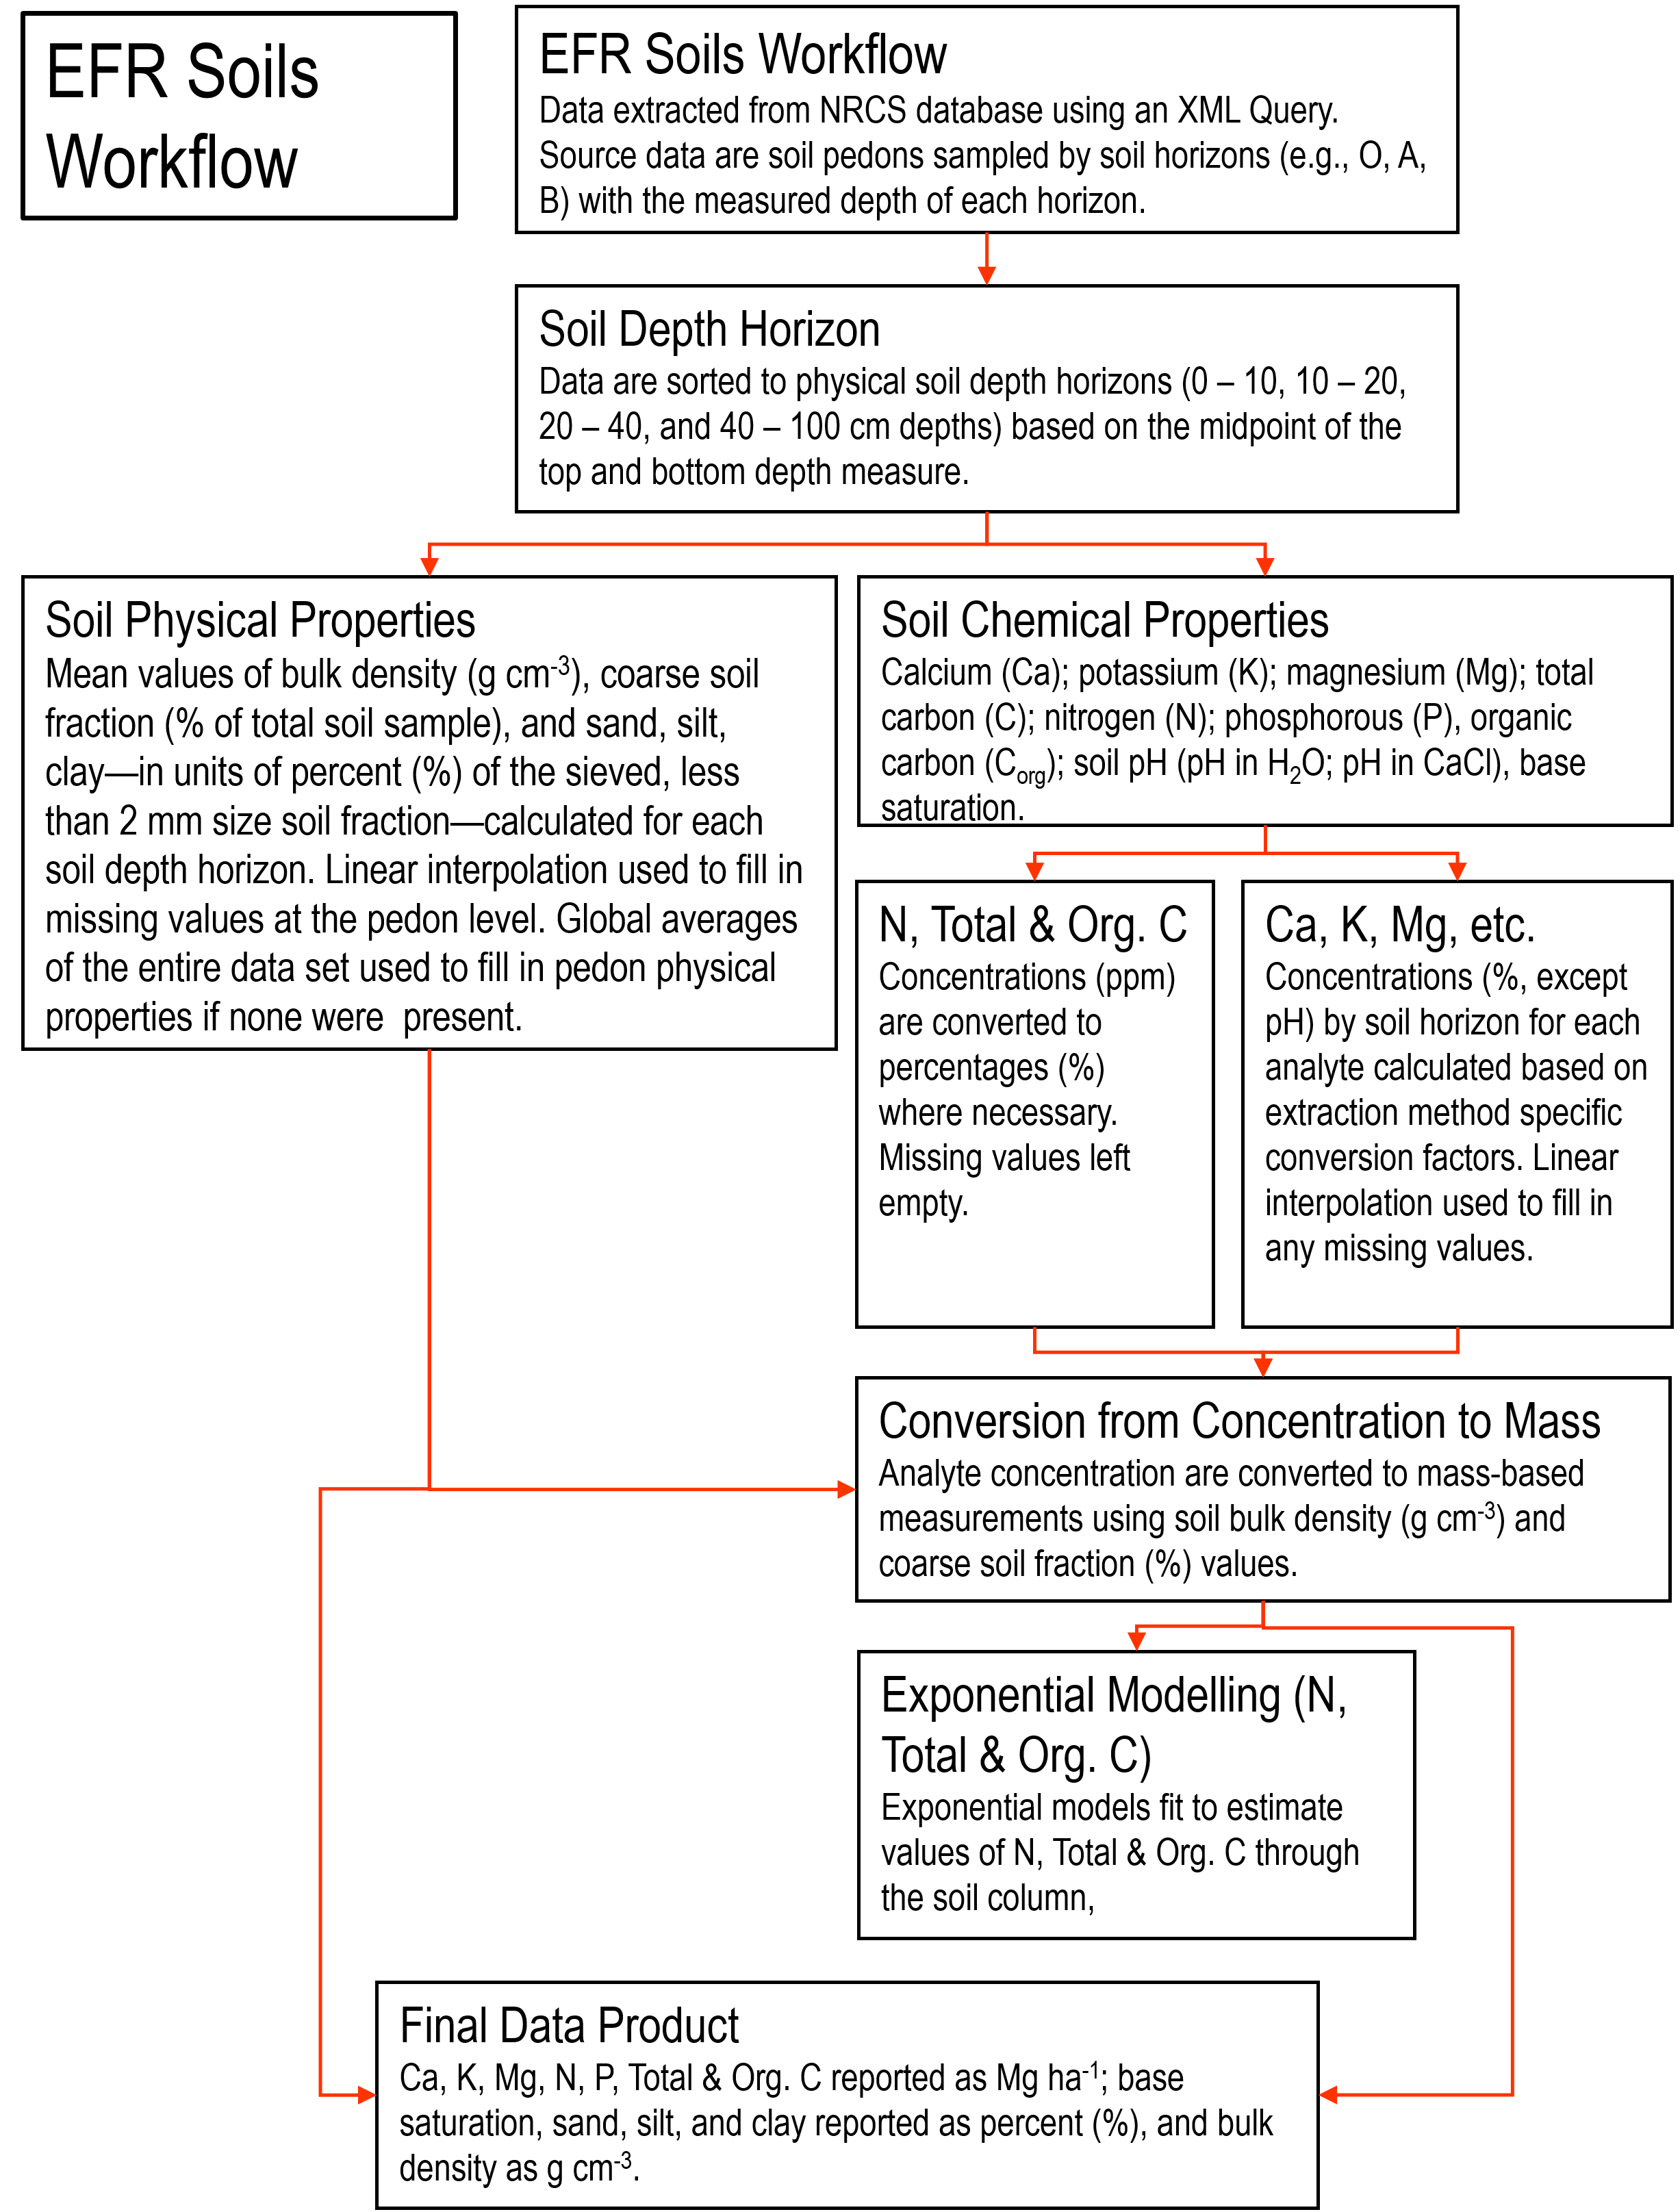 EFR Soils
Workflow
EFR Soils Workflow
Data extracted from NRCS database using an XML Query.
Source data are soil pedons sampled by soil horizons (e.g., O, A,
B) with the measured depth of each horizon.
Soil Depth Horizon
Data are sorted to physical soil depth horizons (0 – 10, 10 – 20,
20 – 40, and 40 – 100 cm depths) based on the midpoint of the
top and bottom depth measure.
Soil Physical Properties
Mean values of bulk density (g cm⁻³), coarse soil
fraction (% of total soil sample), and sand, silt,
clay—in units of percent (%) of the sieved, less
than 2 mm size soil fraction—calculated for each
soil depth horizon. Linear interpolation used to fill in
missing values at the pedon level. Global averages
of the entire data set used to fill in pedon physical
properties if none were present.
Soil Chemical Properties
Calcium (Ca); potassium (K); magnesium (Mg); total
carbon (C); nitrogen (N); phosphorous (P), organic
carbon (Corg); soil pH (pH in H₂O; pH in CaCl), base
saturation.
N, Total & Org. C
Concentrations (ppm)
are converted to
percentages (%)
where necessary.
Missing values left
empty.
Ca, K, Mg, etc.
Concentrations (%, except
pH) by soil horizon for each
analyte calculated based on
extraction method specific
conversion factors. Linear
interpolation used to fill in
any missing values.
Conversion from Concentration to Mass
Analyte concentration are converted to mass-based
measurements using soil bulk density (g cm⁻³) and
coarse soil fraction (%) values.
Exponential Modelling (N,
Total & Org. C)
Exponential models fit to estimate
values of N, Total & Org. C through
the soil column,
Final Data Product
Ca, K, Mg, N, P, Total & Org. C reported as Mg ha⁻¹; base
saturation, sand, silt, and clay reported as percent (%), and bulk
density as g cm⁻³.